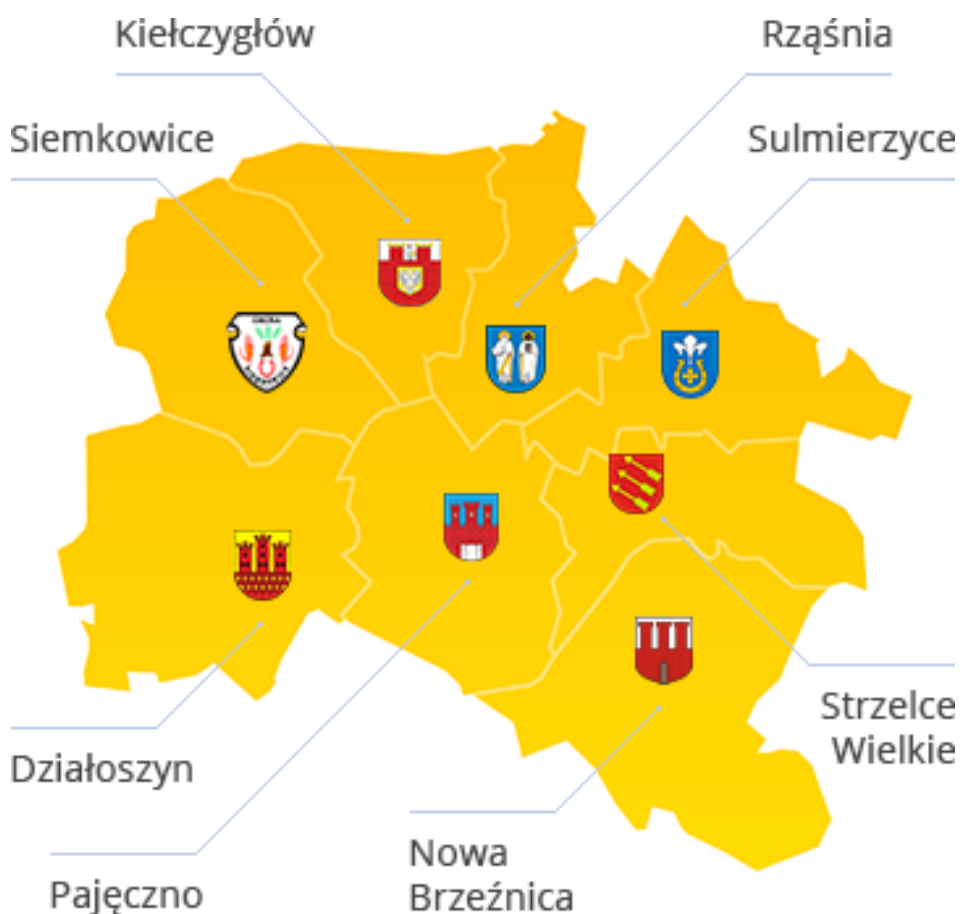 Kiełczygłów
Rząśnia
Siemkowice
Sulmierzyce
Strzelce
Wielkie
Działoszyn
Nowa
Brzeźnica
Pajęczno